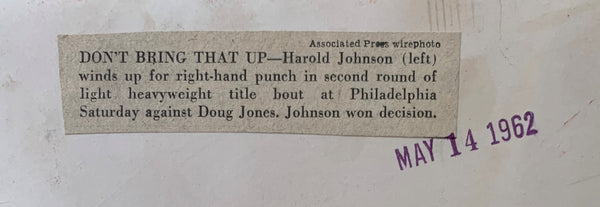 Associated Press wirephoto
DON'T BRING THAT UP—Harold Johnson (left)
winds up for right-hand punch in second round of
light heavyweight title bout at Philadelphia
Saturday against Doug Jones. Johnson won decision.
MAY 14 1962